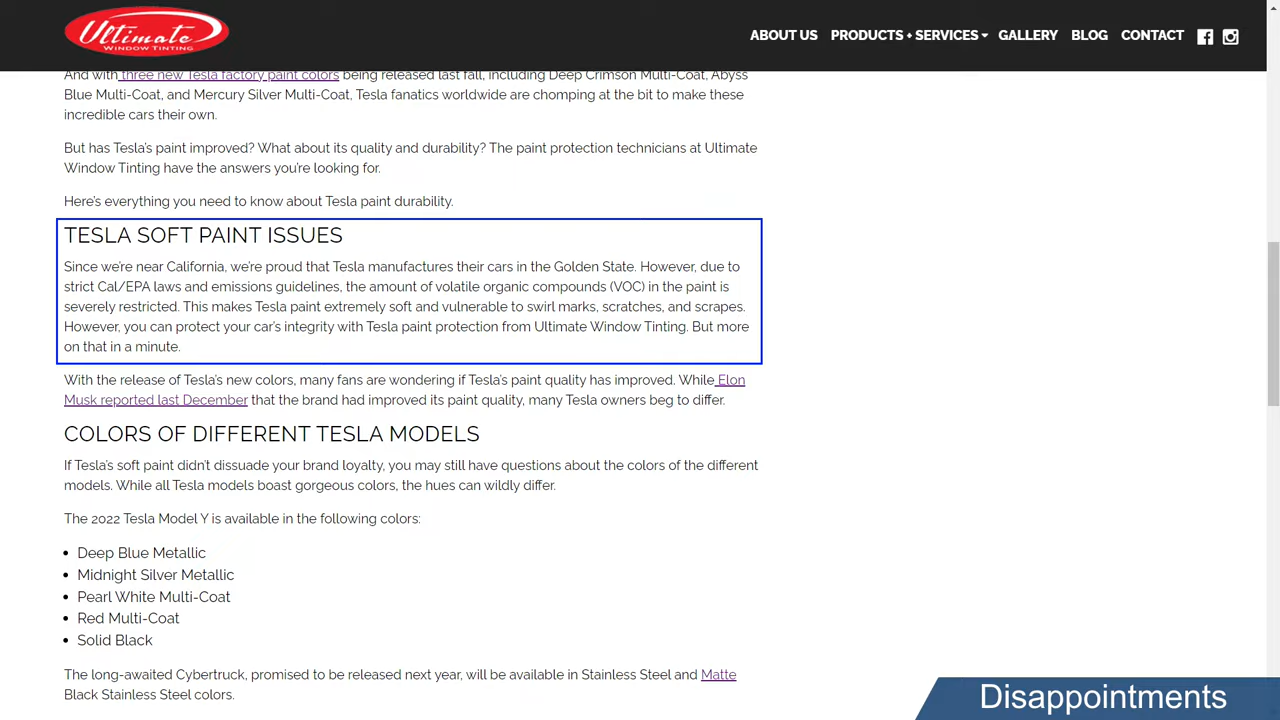 Ultimate
WINDOW TINTING
ABOUT US PRODUCTS + SERVICES GALLERY BLOG CONTACT
And with three new Tesla factory paint colors being released last fall, including Deep Crimson Multi-Coat, Abyss
Blue Multi-Coat, and Mercury Silver Multi-Coat, Tesla fanatics worldwide are chomping at the bit to make these
incredible cars their own.
But has Tesla's paint improved? What about its quality and durability? The paint protection technicians at Ultimate
Window Tinting have the answers you're looking for.
Here's everything you need to know about Tesla paint durability.
TESLA SOFT PAINT ISSUES
Since we're near California, we're proud that Tesla manufactures their cars in the Golden State. However, due to
strict Cal/EPA laws and emissions guidelines, the amount of volatile organic compounds (VOC) in the paint is
severely restricted. This makes Tesla paint extremely soft and vulnerable to swirl marks, scratches, and scrapes.
However, you can protect your car's integrity with Tesla paint protection from Ultimate Window Tinting. But more
on that in a minute.
With the release of Tesla's new colors, many fans are wondering if Tesla's paint quality has improved. While Elon
Musk reported last December that the brand had improved its paint quality, many Tesla owners beg to differ.
COLORS OF DIFFERENT TESLA MODELS
If Tesla's soft paint didn't dissuade your brand loyalty, you may still have questions about the colors of the different
models. While all Tesla models boast gorgeous colors, the hues can wildly differ.
The 2022 Tesla Model Y is available in the following colors:
• Deep Blue Metallic
• Midnight Silver Metallic
• Pearl White Multi-Coat
• Red Multi-Coat
• Solid Black
The long-awaited Cybertruck, promised to be released next year, will be available in Stainless Steel and Matte
Black Stainless Steel colors.
Disappointments